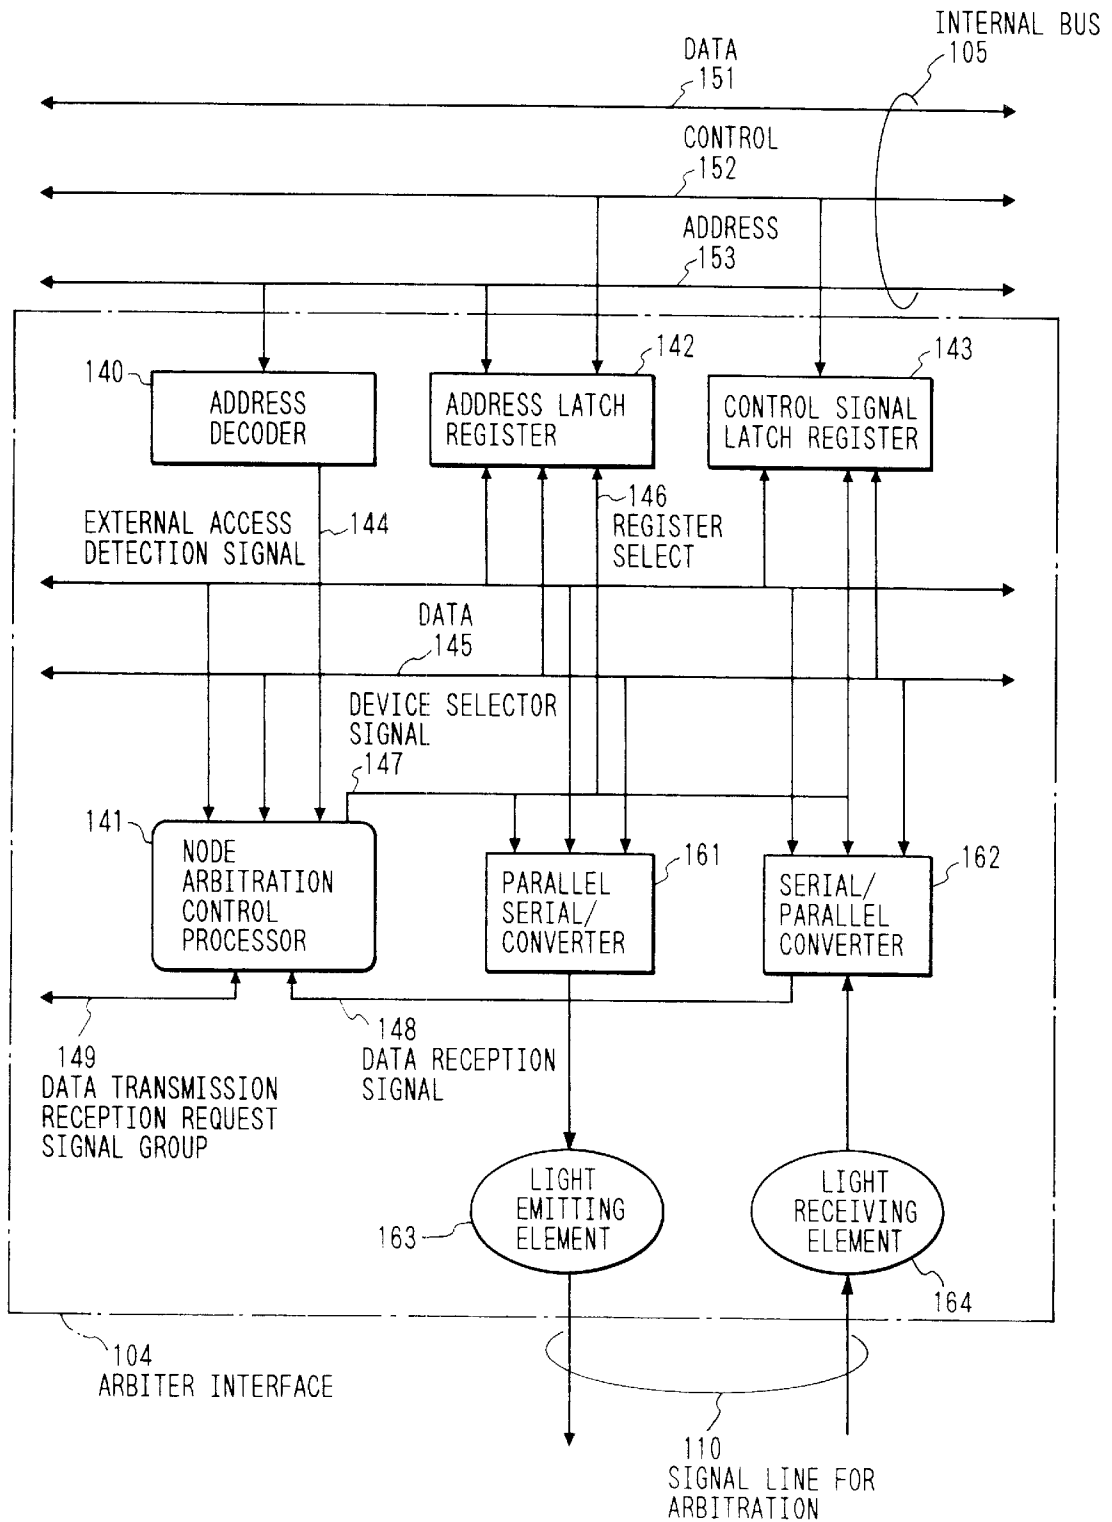 INTERNAL BUS
105
DATA
151
CONTROL
152
ADDRESS
153
140
ADDRESS
DECODER
142
ADDRESS LATCH
REGISTER
143
CONTROL SIGNAL
LATCH REGISTER
EXTERNAL ACCESS
DETECTION SIGNAL
144
146
REGISTER
SELECT
DATA
145
DEVICE SELECTOR
SIGNAL
147
141
NODE
ARBITRATION
CONTROL
PROCESSOR
161
PARALLEL
SERIAL/
CONVERTER
162
SERIAL/
PARALLEL
CONVERTER
149
DATA TRANSMISSION
RECEPTION REQUEST
SIGNAL GROUP
148
DATA RECEPTION
SIGNAL
163
LIGHT
EMITTING
ELEMENT
LIGHT
RECEIVING
ELEMENT
164
104
ARBITER INTERFACE
110
SIGNAL LINE FOR
ARBITRATION